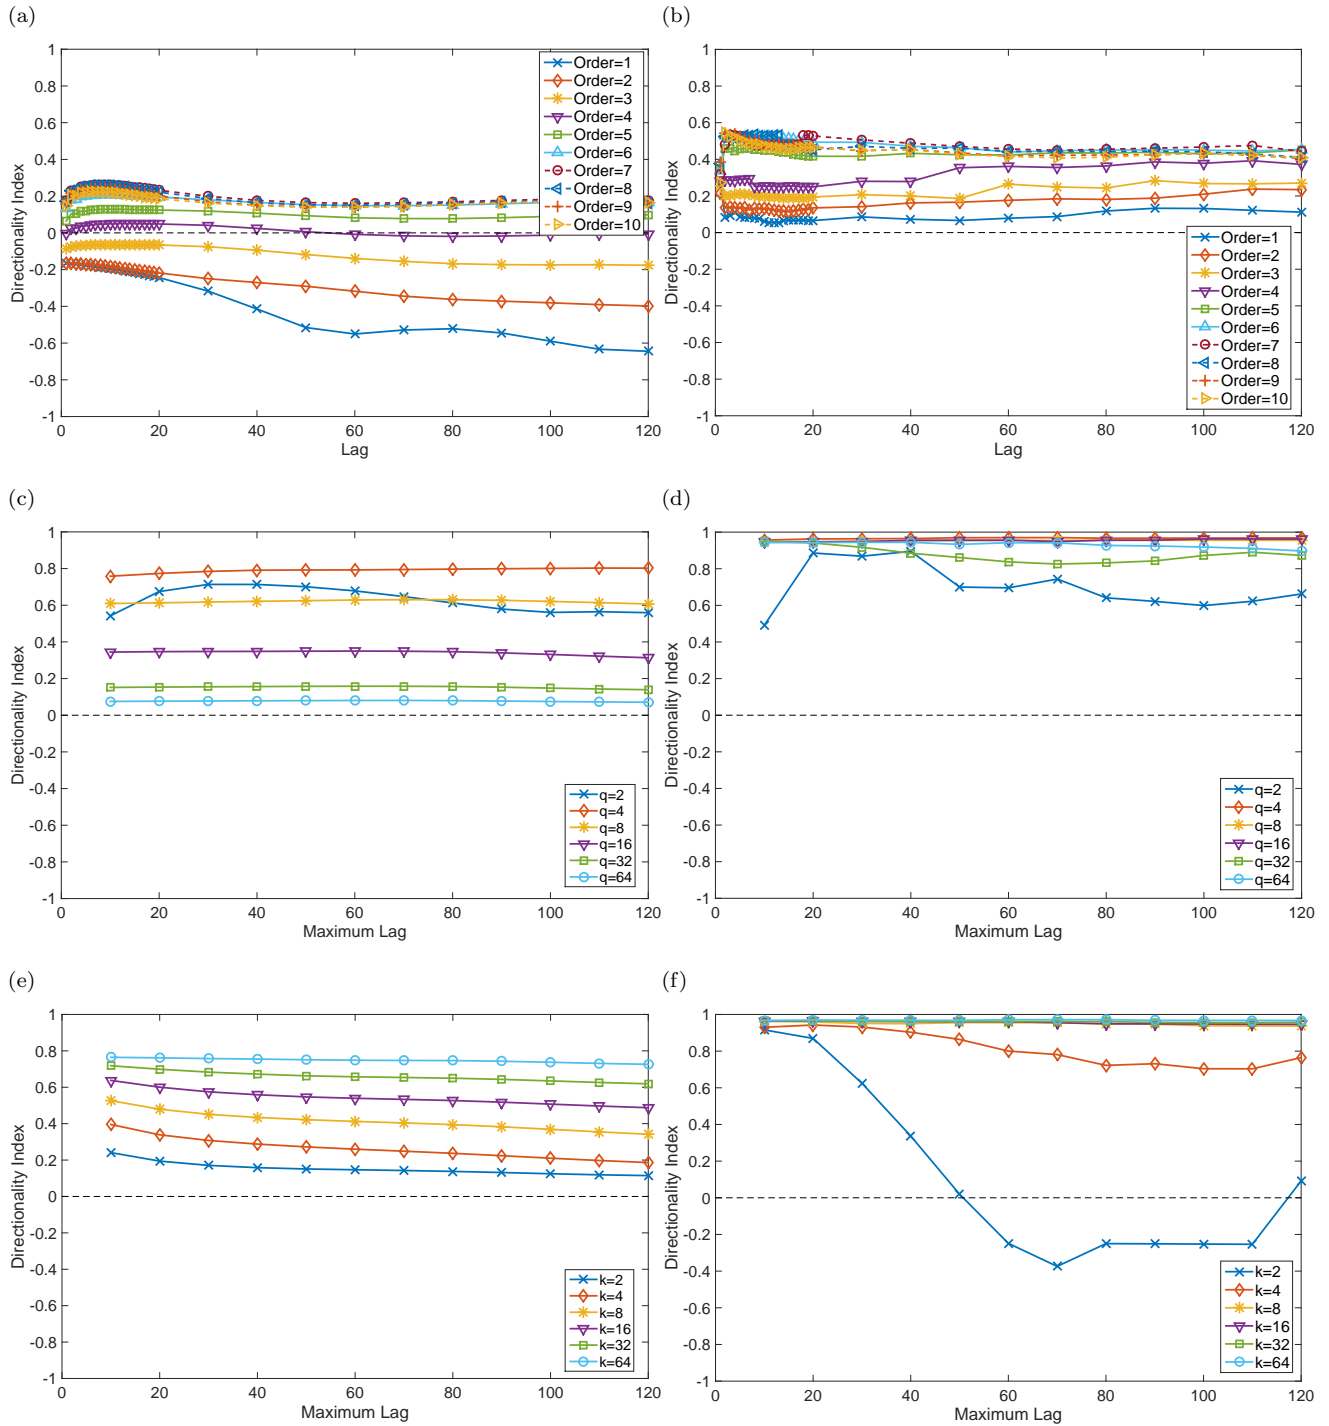 (a)
1
0.8
0.6
0.4
0.2
0
-0.2
-0.4
-0.6
-0.8
-1
Directionality Index
0 20 40 60 80 100 120
Lag
Order=1
Order=2
Order=3
Order=4
Order=5
Order=6
Order=7
Order=8
Order=9
Order=10
(b)
1
0.8
0.6
0.4
0.2
0
-0.2
-0.4
-0.6
-0.8
-1
Directionality Index
0 20 40 60 80 100 120
Lag
Order=1
Order=2
Order=3
Order=4
Order=5
Order=6
Order=7
Order=8
Order=9
Order=10
(c)
1
0.8
0.6
0.4
0.2
0
-0.2
-0.4
-0.6
-0.8
-1
Directionality Index
0 20 40 60 80 100 120
Maximum Lag
q=2
q=4
q=8
q=16
q=32
q=64
(d)
1
0.8
0.6
0.4
0.2
0
-0.2
-0.4
-0.6
-0.8
-1
Directionality Index
0 20 40 60 80 100 120
Maximum Lag
q=2
q=4
q=8
q=16
q=32
q=64
(e)
1
0.8
0.6
0.4
0.2
0
-0.2
-0.4
-0.6
-0.8
-1
Directionality Index
0 20 40 60 80 100 120
Maximum Lag
k=2
k=4
k=8
k=16
k=32
k=64
(f)
1
0.8
0.6
0.4
0.2
0
-0.2
-0.4
-0.6
-0.8
-1
Directionality Index
0 20 40 60 80 100 120
Maximum Lag
k=2
k=4
k=8
k=16
k=32
k=64